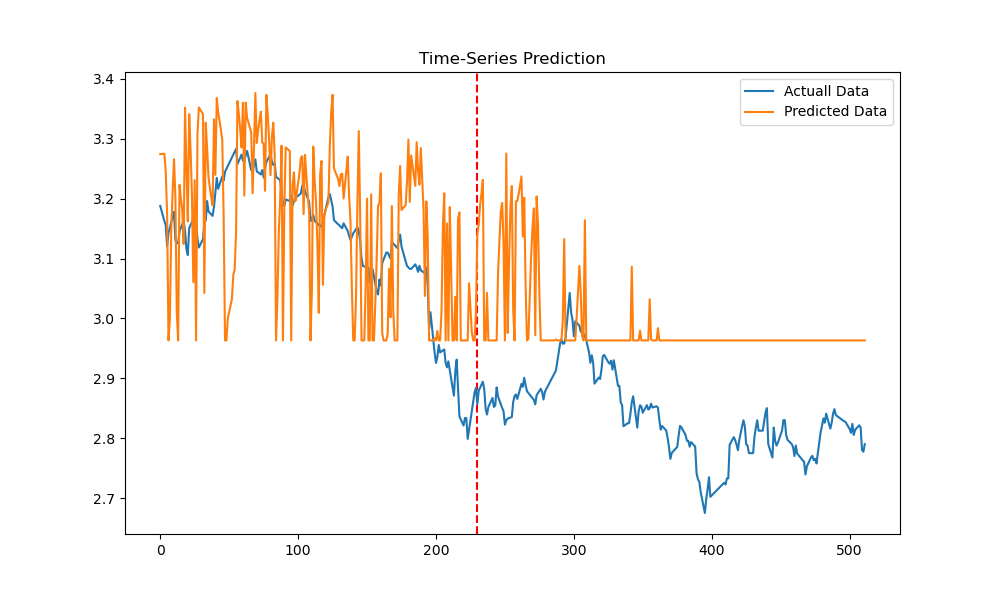 Time-Series Prediction
Actuall Data
Predicted Data
3.4
3.3
3.2
3.1
3.0
2.9
2.8
2.7
0 100 200 300 400 500